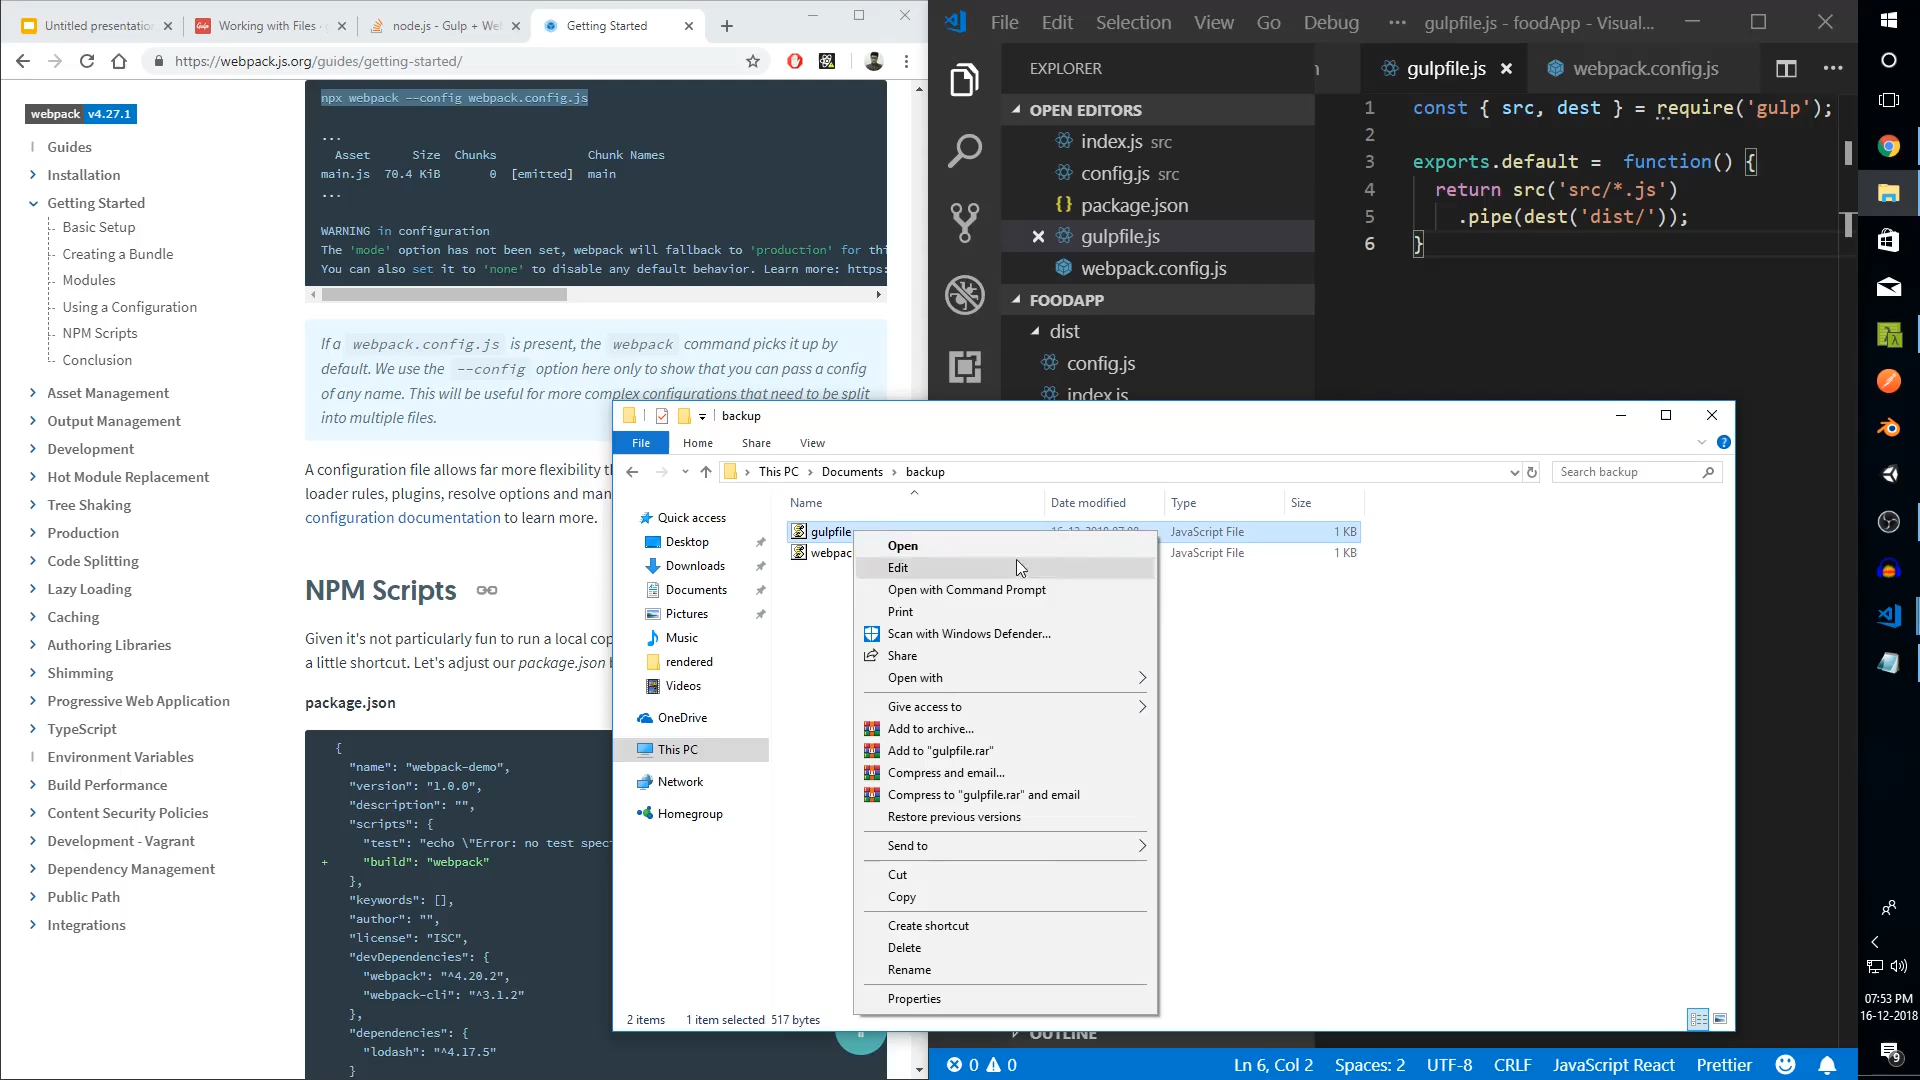 Untitled presentation
Working with Files -
node.js - Gulp + Web
Getting Started
https://webpack.js.org/guides/getting-started/
webpack v4.27.1
Guides
Installation
Getting Started
Basic Setup
Creating a Bundle
Modules
Using a Configuration
NPM Scripts
Conclusion
Asset Management
Output Management
Development
Hot Module Replacement
Tree Shaking
Production
Code Splitting
Lazy Loading
Caching
Authoring Libraries
Shimming
Progressive Web Application
TypeScript
Environment Variables
Build Performance
Content Security Policies
Development - Vagrant
Dependency Management
Public Path
Integrations
npx webpack --config webpack.config.js
...
Asset Size Chunks Chunk Names
main.js 70.4 KiB 0 [emitted] main
...
WARNING in configuration
The 'mode' option has not been set, webpack will fallback to 'production' for thi
You can also set it to 'none' to disable any default behavior. Learn more: https:
If a webpack.config.js is present, the webpack command picks it up by
default. We use the --config option here only to show that you can pass a config
of any name. This will be useful for more complex configurations that need to be split
into multiple files.
A configuration file allows far more flexibility
loader rules, plugins, resolve options and
configuration documentation to learn more.
NPM Scripts
Given it's not particularly fun to run a local
a little shortcut. Let's adjust our package.json
package.json
{
"name": "webpack-demo",
"version": "1.0.0",
"description": "",
"scripts": {
"test": "echo \"Error: no test spec
+ "build": "webpack"
},
"keywords": [],
"author": "",
"license": "ISC",
"devDependencies": {
"webpack": "^4.20.2",
"webpack-cli": "^3.1.2"
},
"dependencies": {
"lodash": "^4.17.5"
}
File Edit Selection View Go Debug ··· gulpfile.js - foodApp - Visual...
EXPLORER
OPEN EDITORS
index.js src
config.js src
package.json
gulpfile.js
webpack.config.js
FOODAPP
dist
config.js
index.js
OUTLINE
gulpfile.js
webpack.config.js
1 const { src, dest } = require('gulp');
2
3 exports.default = function() {
4 return src('src/*.js')
5 .pipe(dest('dist/'));
6 }
backup
File Home Share View
This PC Documents backup
Search backup
Name Date modified Type Size
Quick access
Desktop
Downloads
Documents
Pictures
Music
rendered
Videos
OneDrive
This PC
Network
Homegroup
gulpfile JavaScript File 1 KB
webpac JavaScript File 1 KB
Open
Edit
Open with Command Prompt
Print
Scan with Windows Defender...
Share
Open with
Give access to
Add to archive...
Add to "gulpfile.rar"
Compress and email...
Compress to "gulpfile.rar" and email
Restore previous versions
Send to
Cut
Copy
Create shortcut
Delete
Rename
Properties
2 items 1 item selected 517 bytes
0 0
Ln 6, Col 2 Spaces: 2 UTF-8 CRLF JavaScript React Prettier
07:53 PM
16-12-2018
9